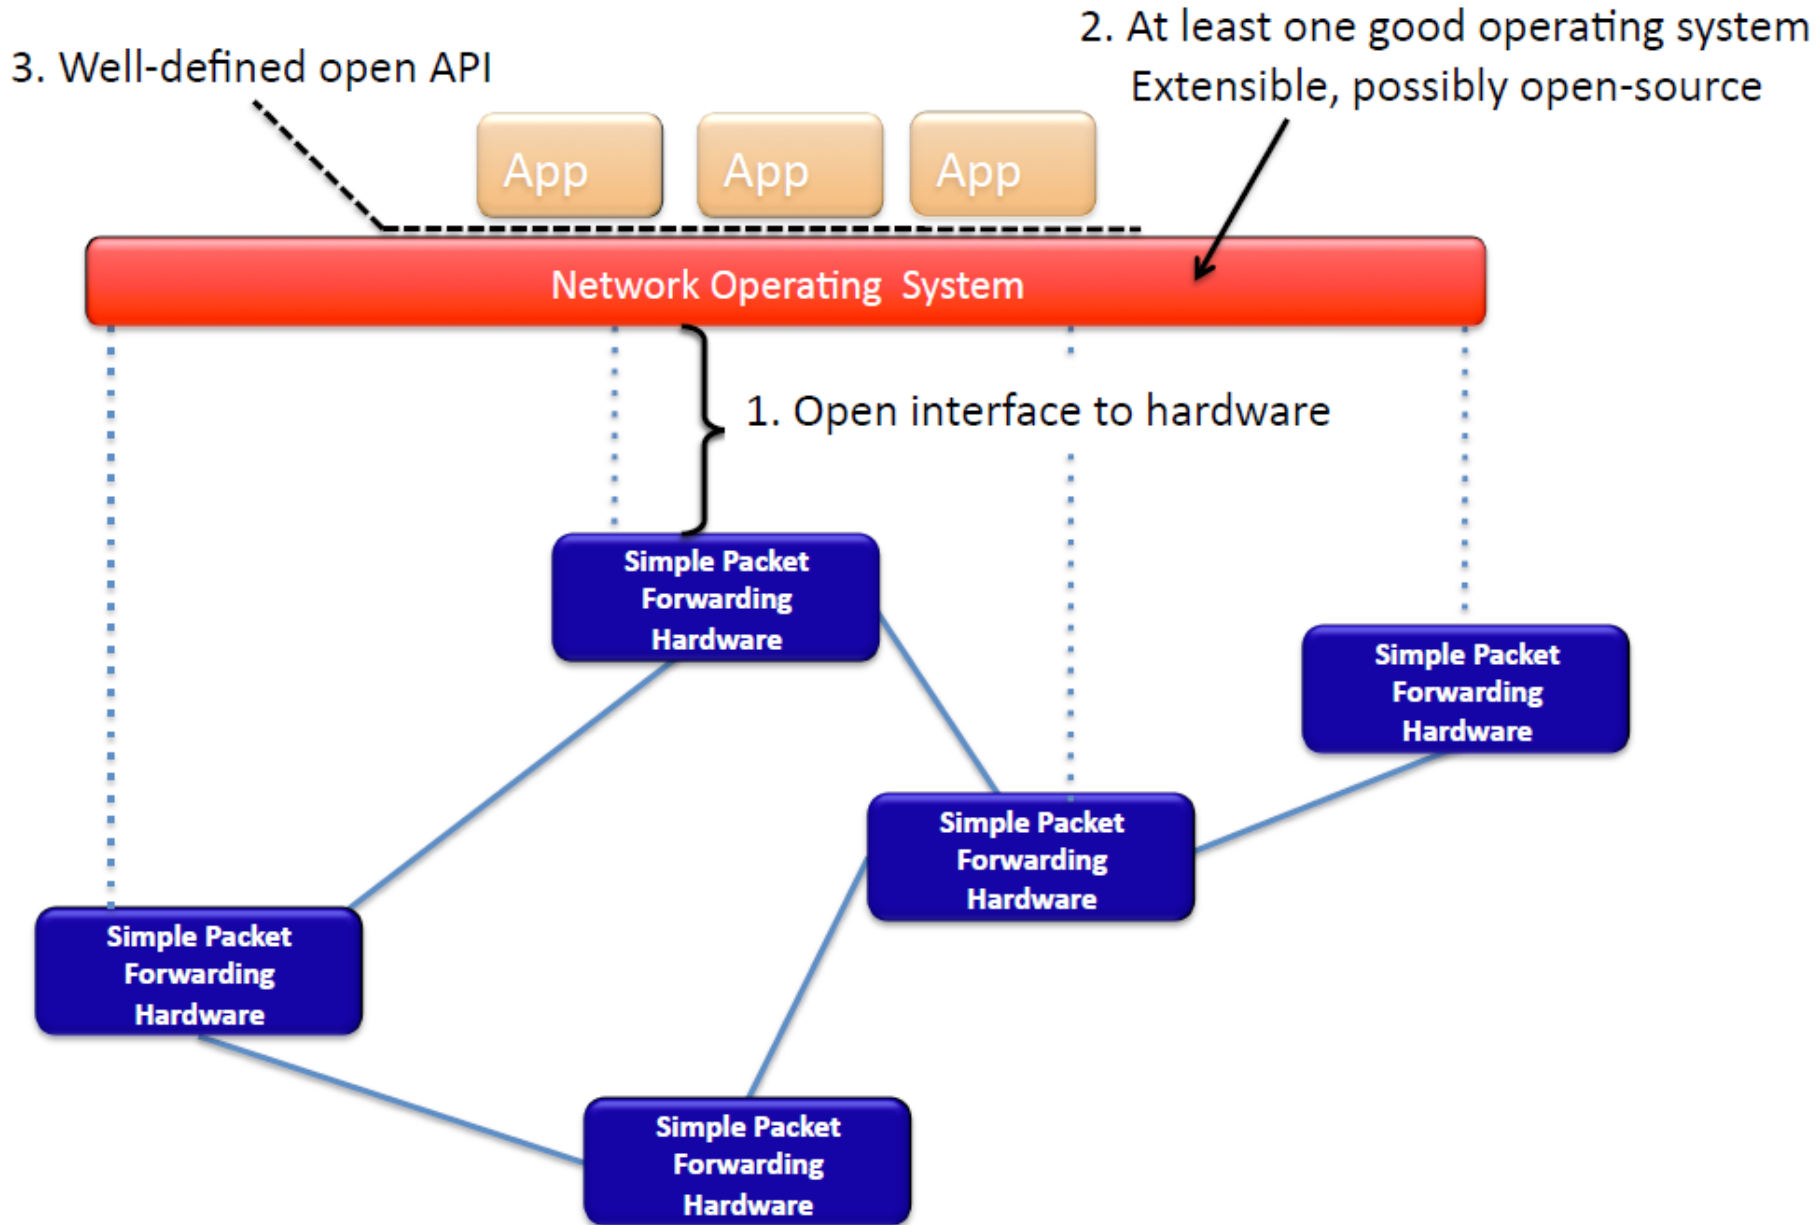 2. At least one good operating system
Extensible, possibly open-source
3. Well-defined open API
App
App
App
Network Operating System
1. Open interface to hardware
Simple Packet
Forwarding
Hardware
Simple Packet
Forwarding
Hardware
Simple Packet
Forwarding
Hardware
Simple Packet
Forwarding
Hardware
Simple Packet
Forwarding
Hardware